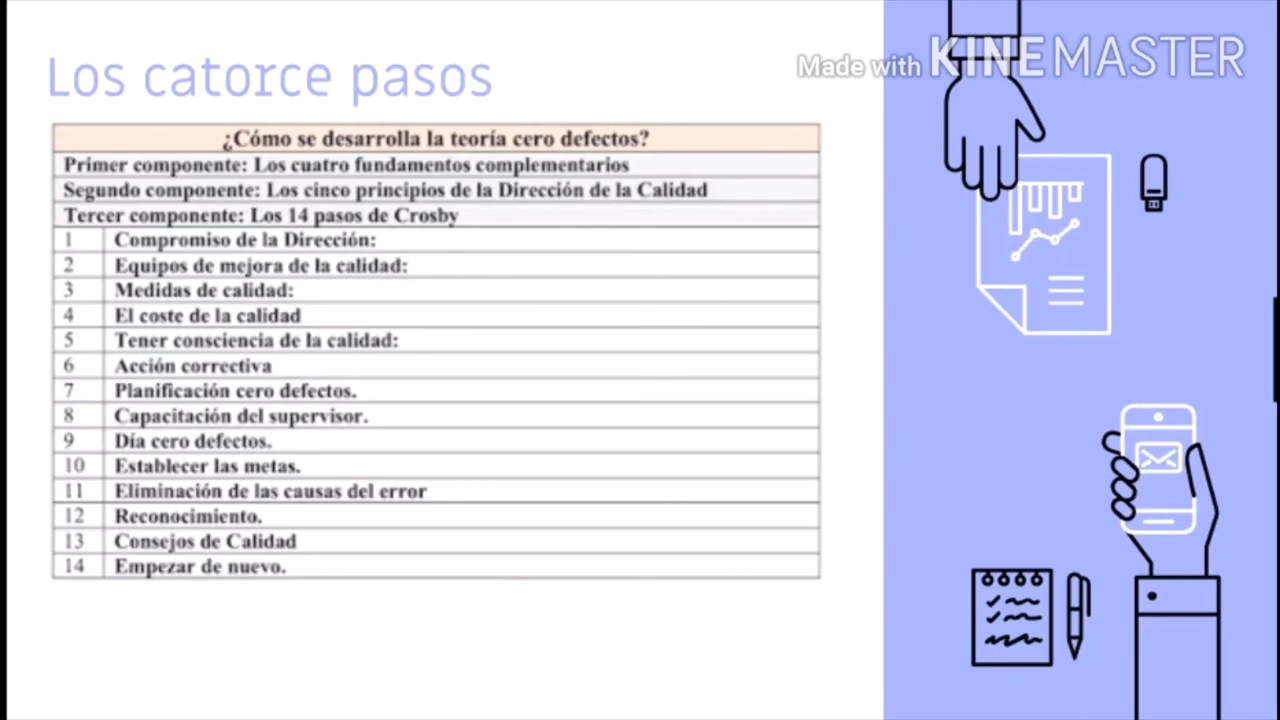 Los catorce pasos
Made with KINEMASTER
¿Cómo se desarrolla la teoría cero defectos?
Primer componente: Los cuatro fundamentos complementarios
Segundo componente: Los cinco principios de la Dirección de la Calidad
Tercer componente: Los 14 pasos de Crosby
1 Compromiso de la Dirección:
2 Equipos de mejora de la calidad:
3 Medidas de calidad:
4 El coste de la calidad
5 Tener consciencia de la calidad:
6 Acción correctiva
7 Planificación cero defectos.
8 Capacitación del supervisor.
9 Día cero defectos.
10 Establecer las metas.
11 Eliminación de las causas del error
12 Reconocimiento.
13 Consejos de Calidad
14 Empezar de nuevo.